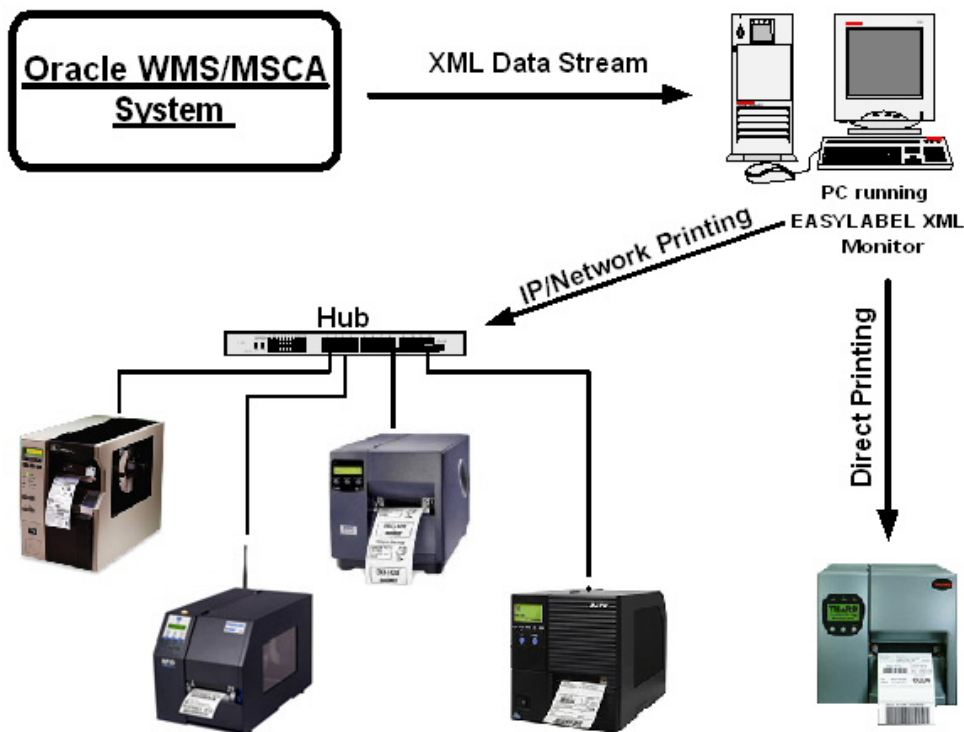 Oracle WMS/MSCA
System
XML Data Stream
PC running
EASYLABEL XML
Monitor
IP/Network Printing
Hub
Direct Printing